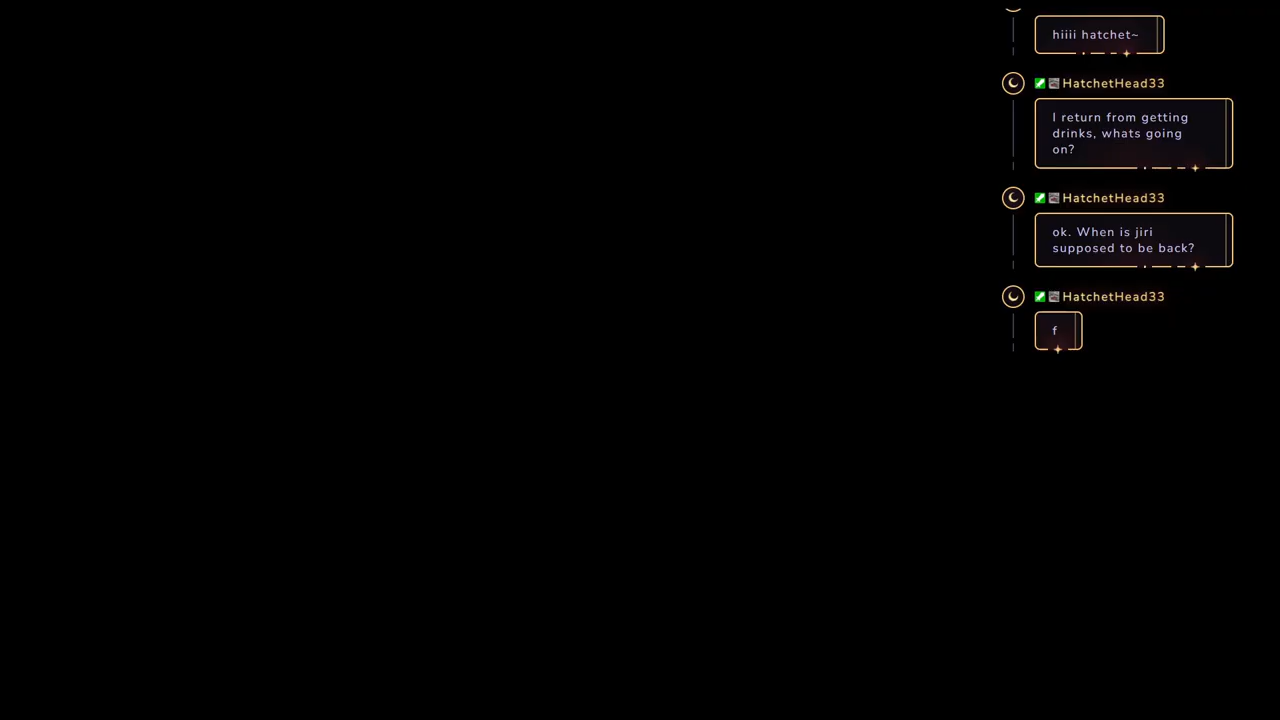 hiiii hatchet~
HatchetHead33
I return from getting
drinks, whats going
on?
HatchetHead33
ok. When is jiri
supposed to be back?
HatchetHead33
f